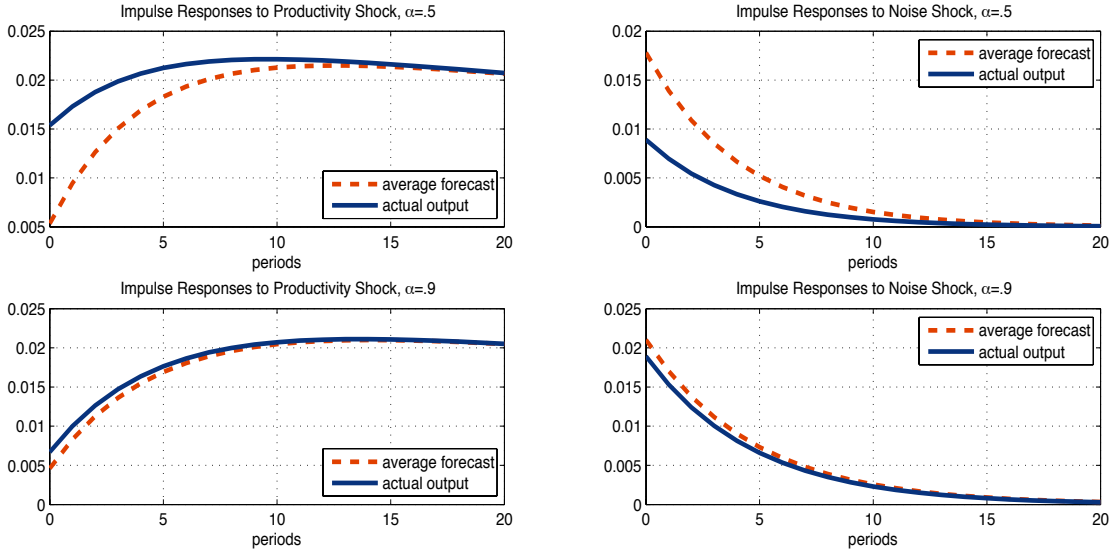 Impulse Responses to Productivity Shock, α=.5
0.025
0.02
0.015
0.01
0.005
average forecast
actual output
0 5 10 15 20
periods
Impulse Responses to Noise Shock, α=.5
0.02
0.015
0.01
0.005
0
average forecast
actual output
0 5 10 15 20
periods
Impulse Responses to Productivity Shock, α=.9
0.025
0.02
0.015
0.01
0.005
0
average forecast
actual output
0 5 10 15 20
periods
Impulse Responses to Noise Shock, α=.9
0.025
0.02
0.015
0.01
0.005
0
average forecast
actual output
0 5 10 15 20
periods